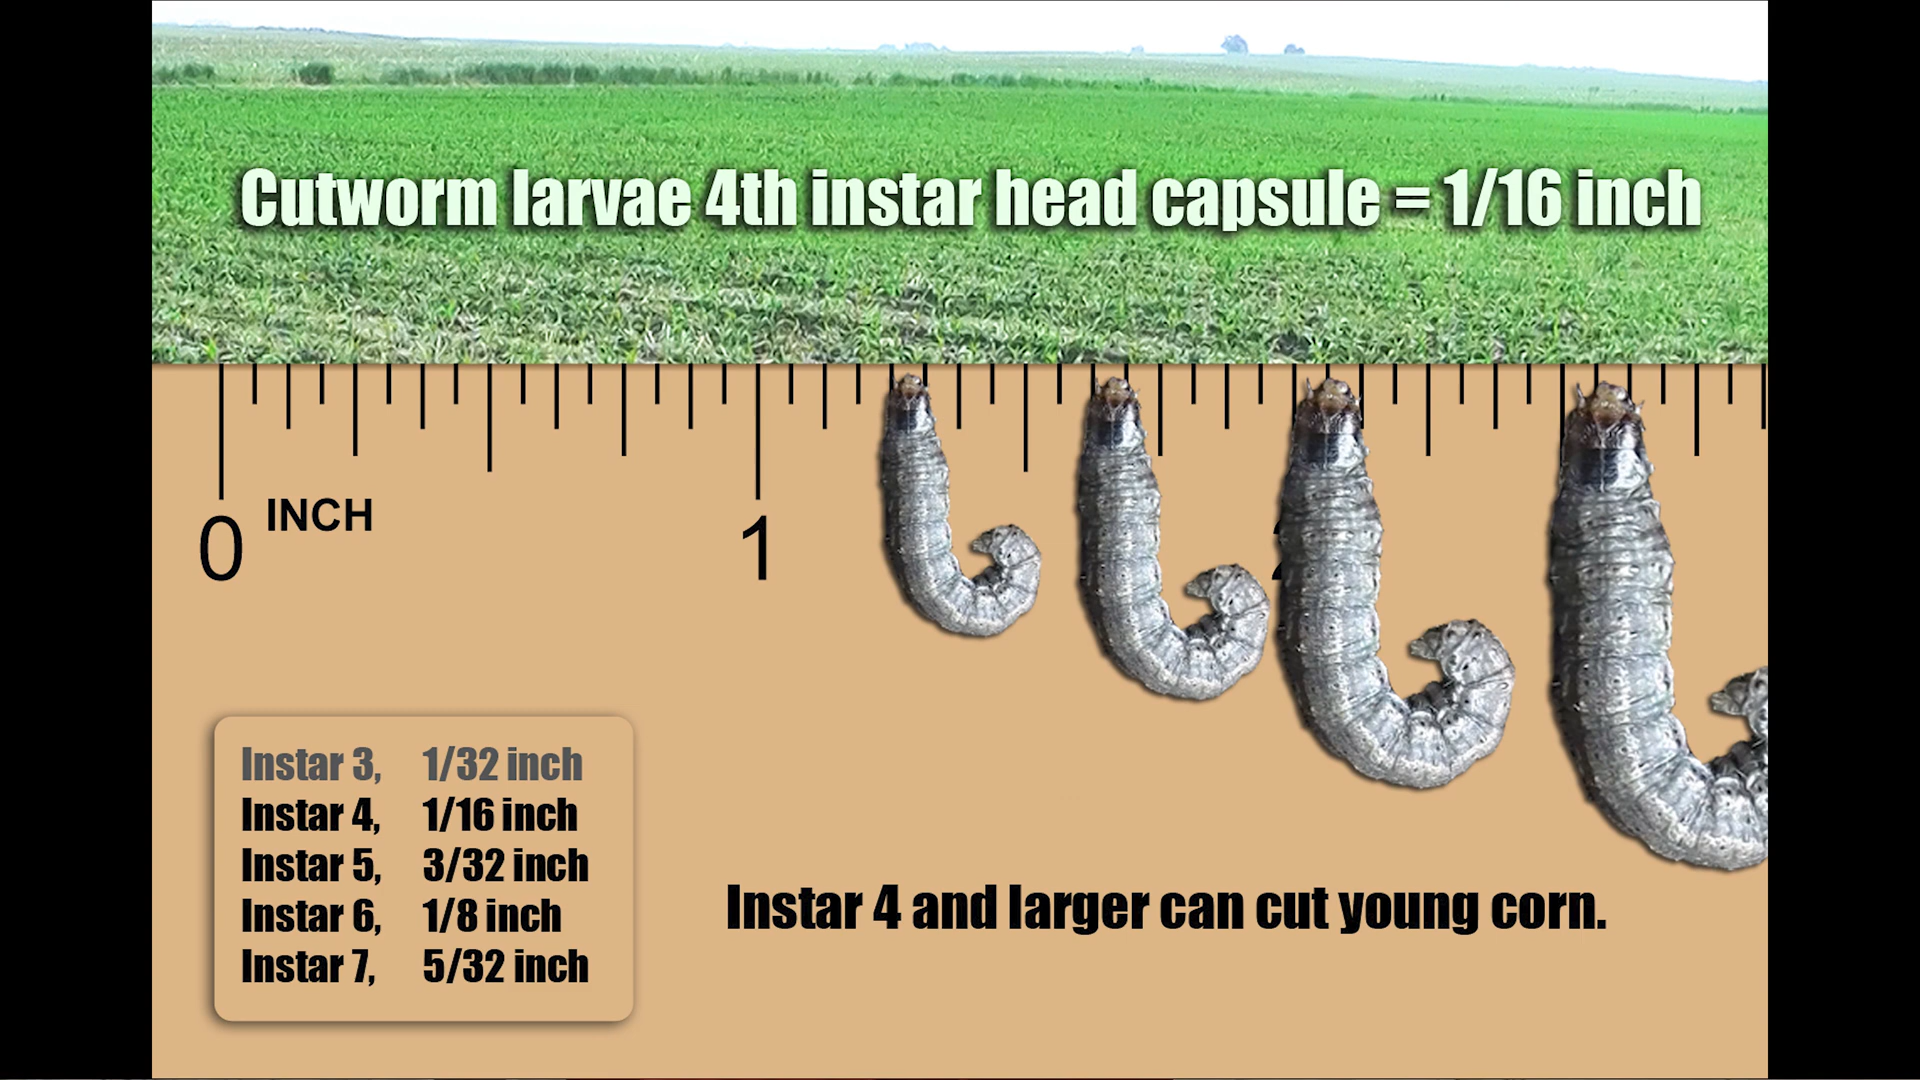 Cutworm larvae 4th instar head capsule = 1/16 inch
0 INCH 1
Instar 3, 1/32 inch
Instar 4, 1/16 inch
Instar 5, 3/32 inch
Instar 6, 1/8 inch
Instar 7, 5/32 inch
Instar 4 and larger can cut young corn.